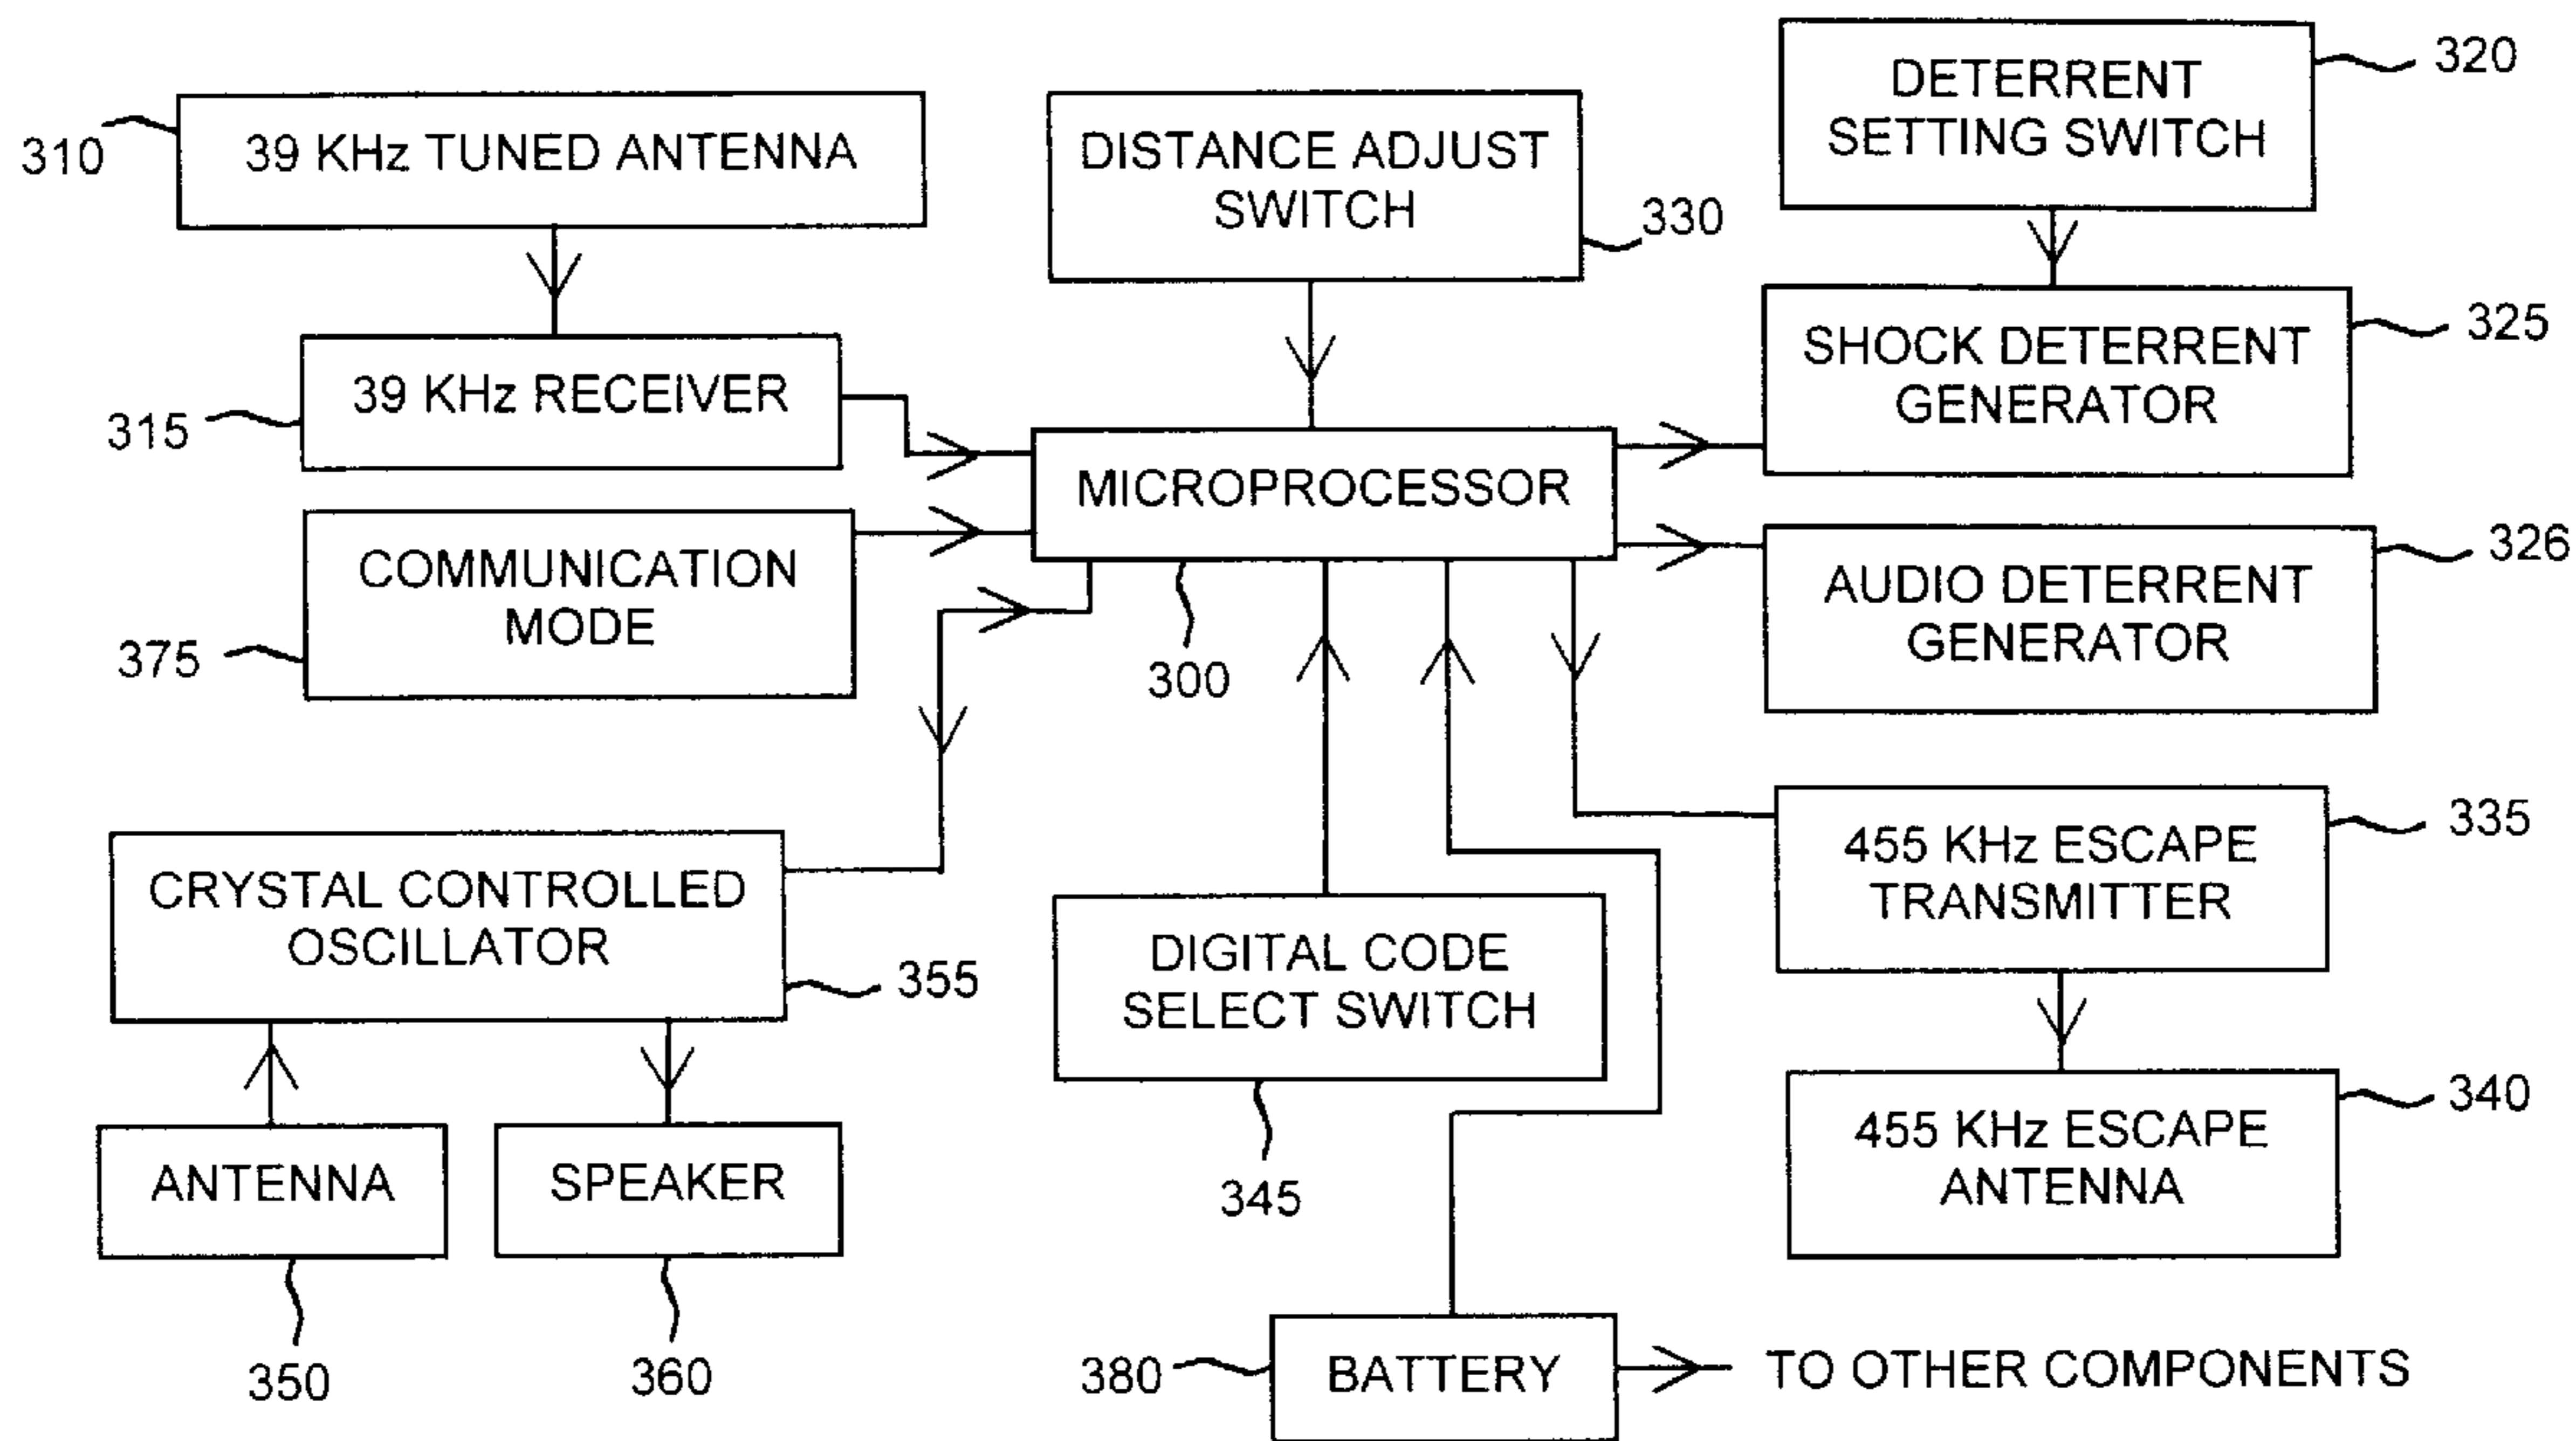 310
39 KHz TUNED ANTENNA
DISTANCE ADJUST
SWITCH
330
DETERRENT
SETTING SWITCH
320
315
39 KHz RECEIVER
MICROPROCESSOR
300
SHOCK DETERRENT
GENERATOR
325
COMMUNICATION
MODE
375
AUDIO DETERRENT
GENERATOR
326
CRYSTAL CONTROLLED
OSCILLATOR
355
DIGITAL CODE
SELECT SWITCH
345
455 KHz ESCAPE
TRANSMITTER
335
ANTENNA
350
SPEAKER
360
455 KHz ESCAPE
ANTENNA
340
380
BATTERY
TO OTHER COMPONENTS